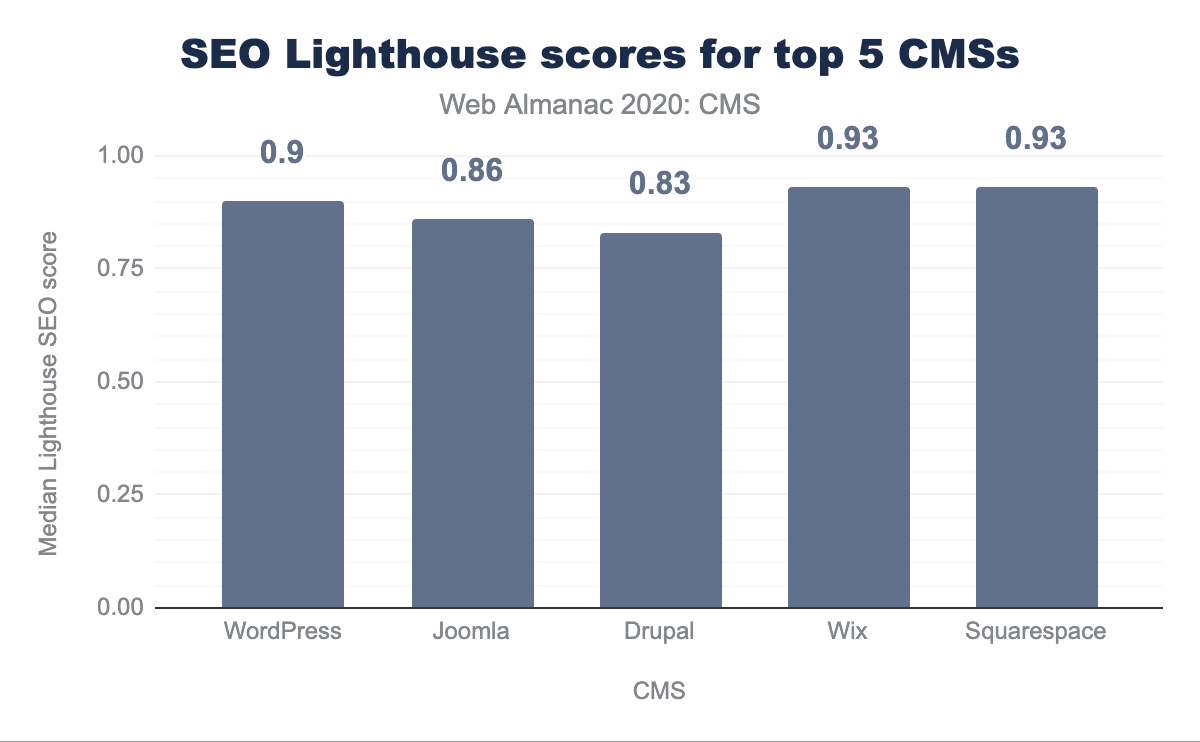 SEO Lighthouse scores for top 5 CMSs
Web Almanac 2020: CMS
Median Lighthouse SEO score
1.00
0.75
0.50
0.25
0.00
0.9
0.86
0.83
0.93
0.93
WordPress
Joomla
Drupal
Wix
Squarespace
CMS